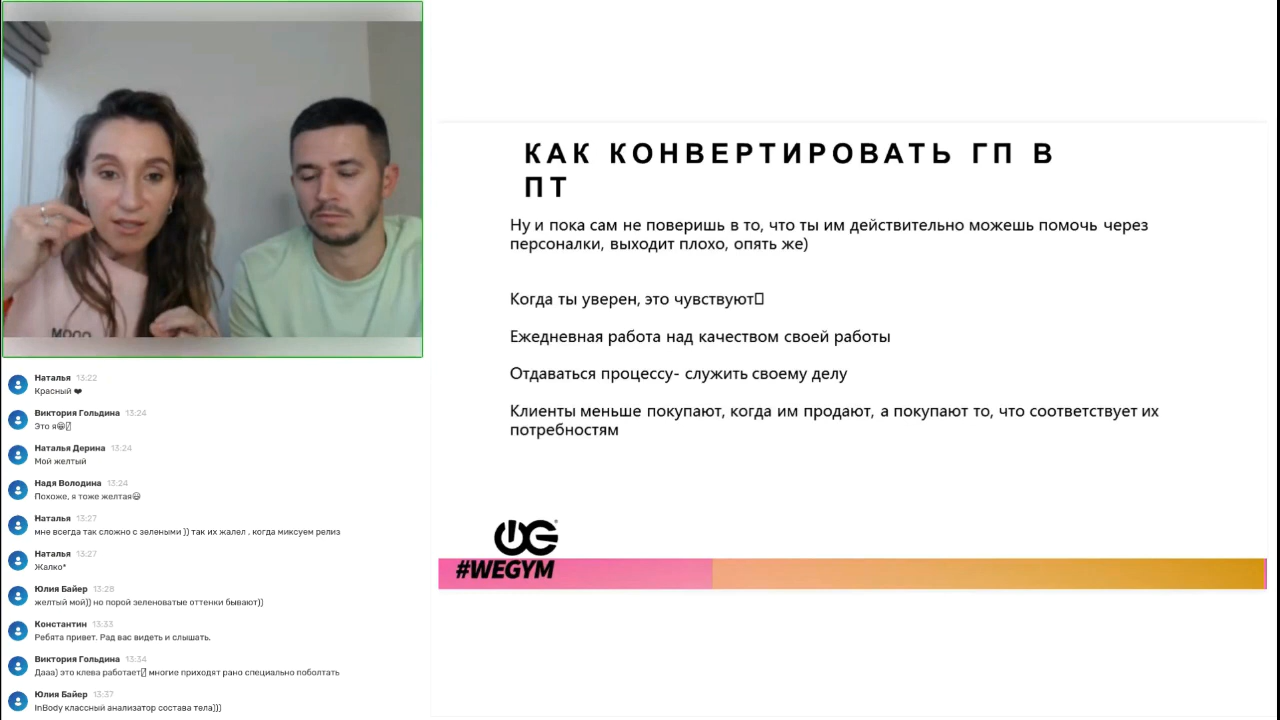 MOOD
Наталья 13:22
Красный ❤
Виктория Гольдина 13:24
Это я😁
Наталья Дерина 13:24
Мой желтый
Надя Володина 13:24
Похоже, я тоже желтая😃
Наталья 13:27
мне всегда так сложно с зелеными )) так их жалел , когда миксуем релиз
Наталья 13:27
Жалко*
Юлия Байер 13:28
желтый мой)) но порой зеленоватые оттенки бывают))
Константин 13:33
Ребята привет. Рад вас видеть и слышать.
Виктория Гольдина 13:34
Дааа) это клева работает многие приходят рано специально поболтать
Юлия Байер 13:37
InBody классный анализатор состава тела)))
КАК КОНВЕРТИРОВАТЬ ГП В
ПТ
Ну и пока сам не поверишь в то, что ты им действительно можешь помочь через
персоналки, выходит плохо, опять же)
Когда ты уверен, это чувствуют
Ежедневная работа над качеством своей работы
Отдаваться процессу- служить своему делу
Клиенты меньше покупают, когда им продают, а покупают то, что соответствует их
потребностям
WG
#WEGYM